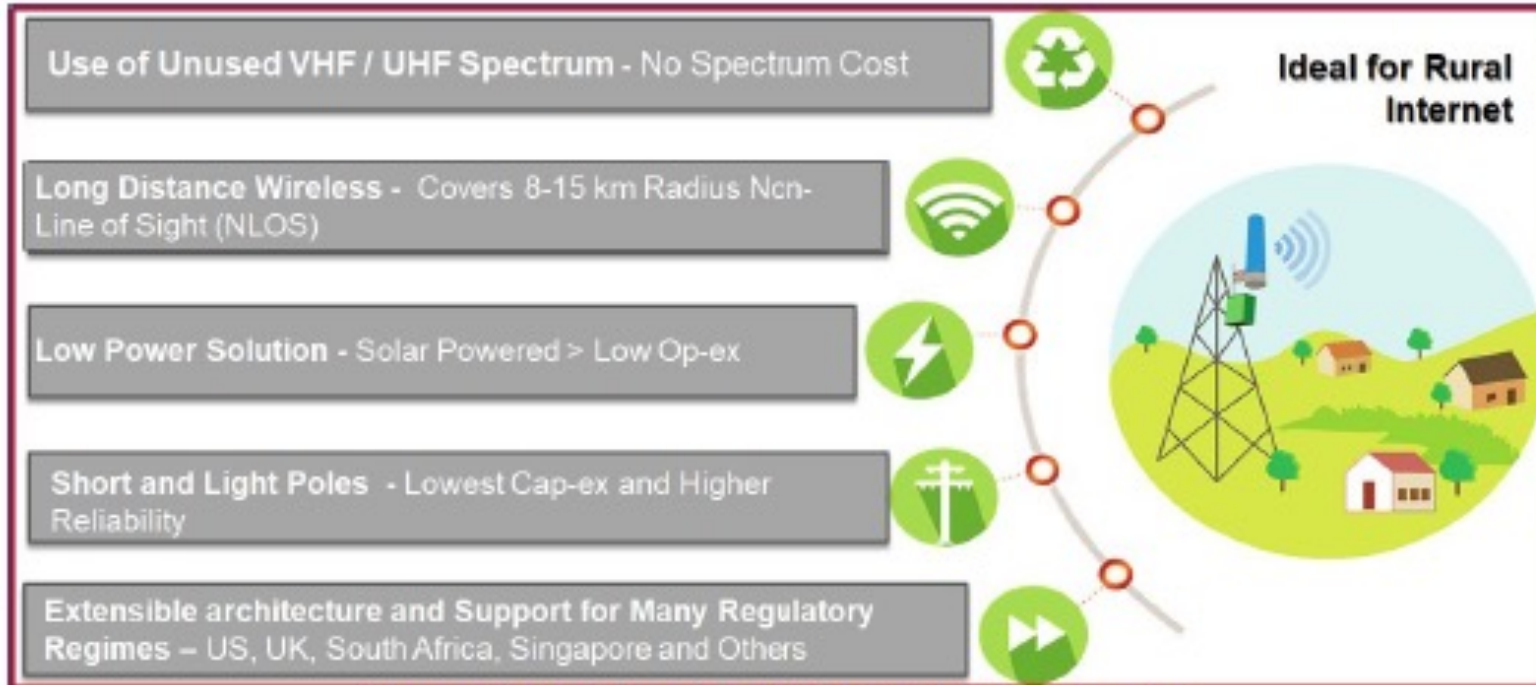 Use of Unused VHF / UHF Spectrum - No Spectrum Cost
Ideal for Rural
Internet
Long Distance Wireless - Covers 8-15 km Radius Non-
Line of Sight (NLOS)
Low Power Solution - Solar Powered > Low Op-ex
Short and Light Poles - Lowest Cap-ex and Higher
Reliability
Extensible architecture and Support for Many Regulatory
Regimes – US, UK, South Africa, Singapore and Others